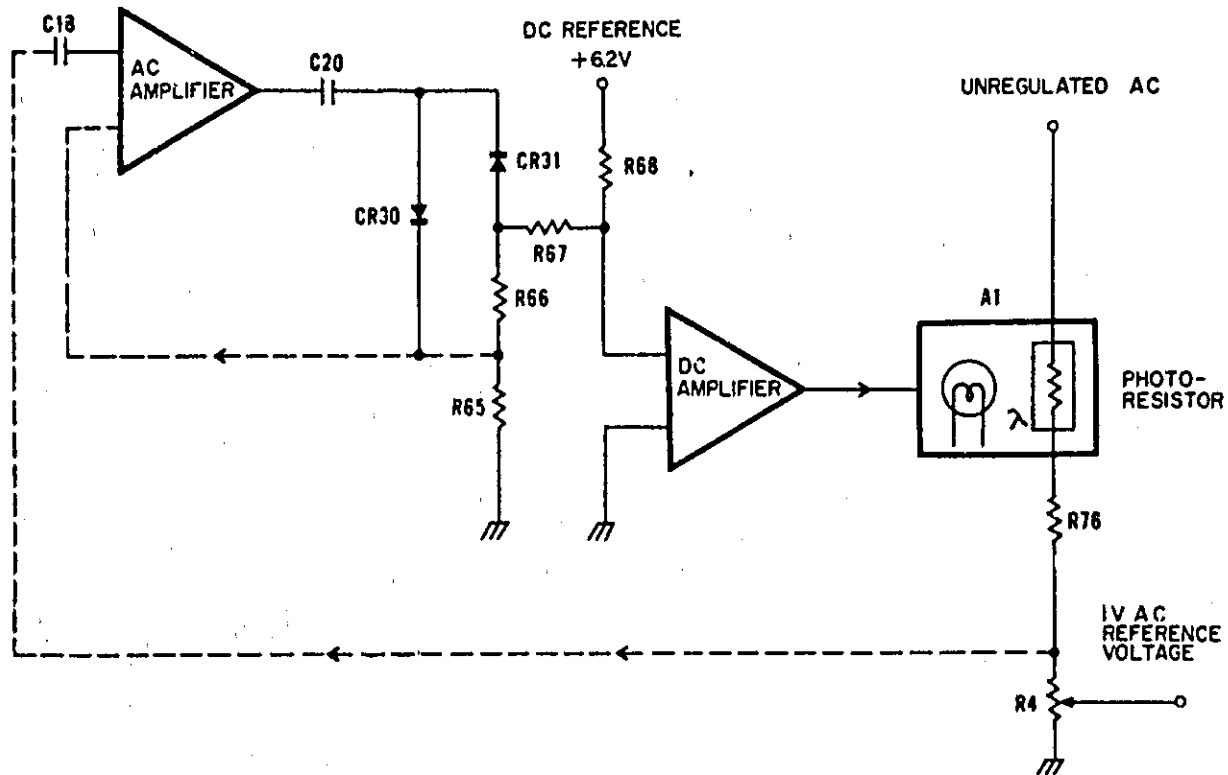 C18
AC
AMPLIFIER
C20
DC REFERENCE
+6.2V
UNREGULATED AC
CR31
R68
CR30
R67
R66
A1
DC
AMPLIFIER
PHOTO-
RESISTOR
λ
R65
R76
1V AC
REFERENCE
VOLTAGE
R4